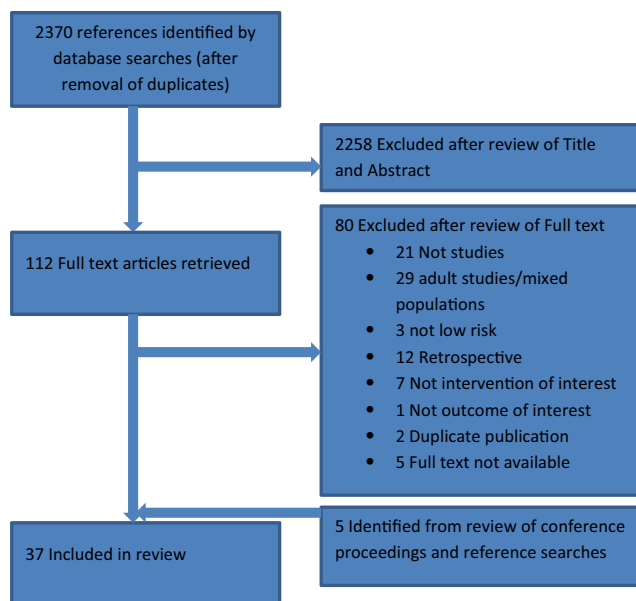 2370 references identified by
database searches (after
removal of duplicates)
2258 Excluded after review of Title
and Abstract
112 Full text articles retrieved
80 Excluded after review of Full text
• 21 Not studies
• 29 adult studies/mixed
populations
• 3 not low risk
• 12 Retrospective
• 7 Not intervention of interest
• 1 Not outcome of interest
• 2 Duplicate publication
• 5 Full text not available
5 Identified from review of conference
proceedings and reference searches
37 Included in review